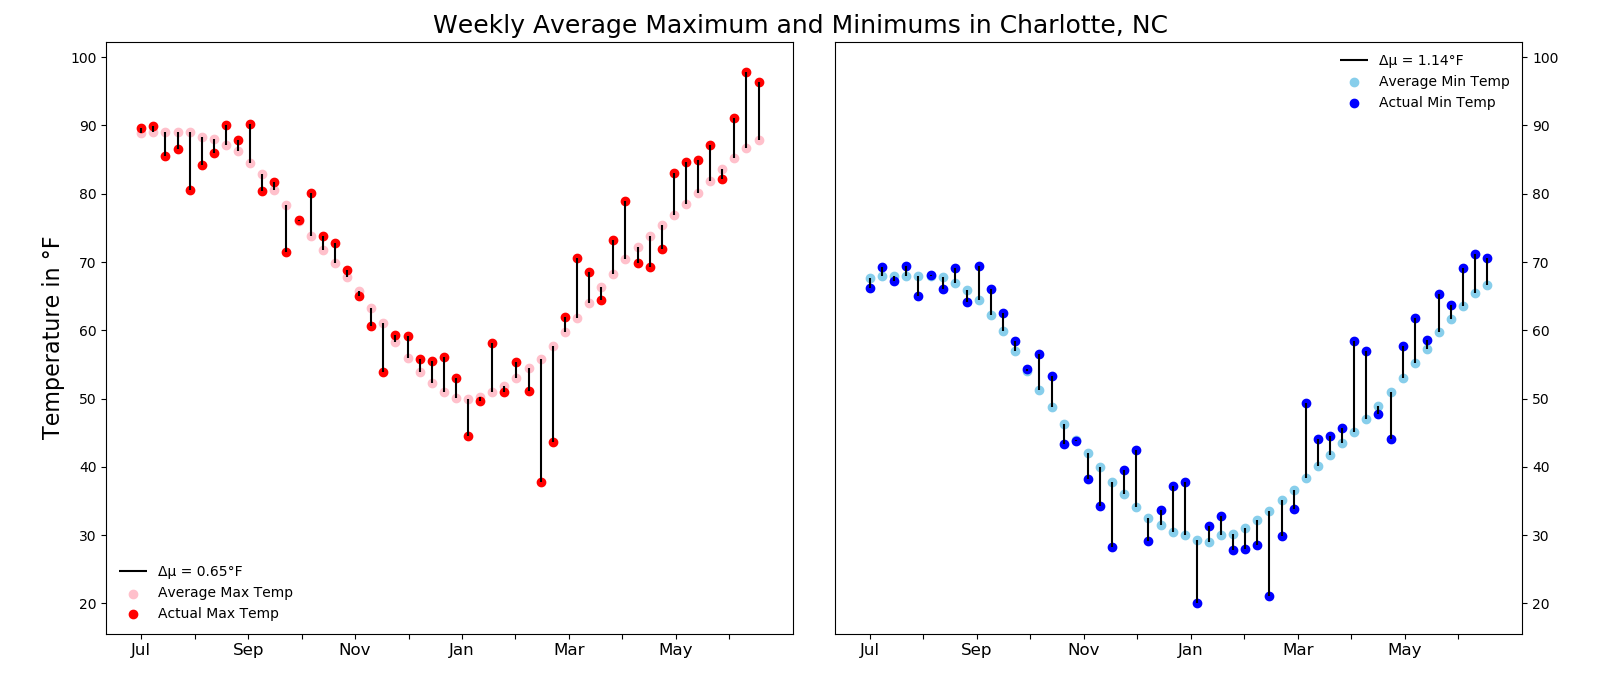 Weekly Average Maximum and Minimums in Charlotte, NC
Temperature in °F
100
90
80
70
60
50
40
30
20
Δμ = 0.65°F
Average Max Temp
Actual Max Temp
Jul Sep Nov Jan Mar May
Δμ = 1.14°F
Average Min Temp
Actual Min Temp
100
90
80
70
60
50
40
30
20
Jul Sep Nov Jan Mar May